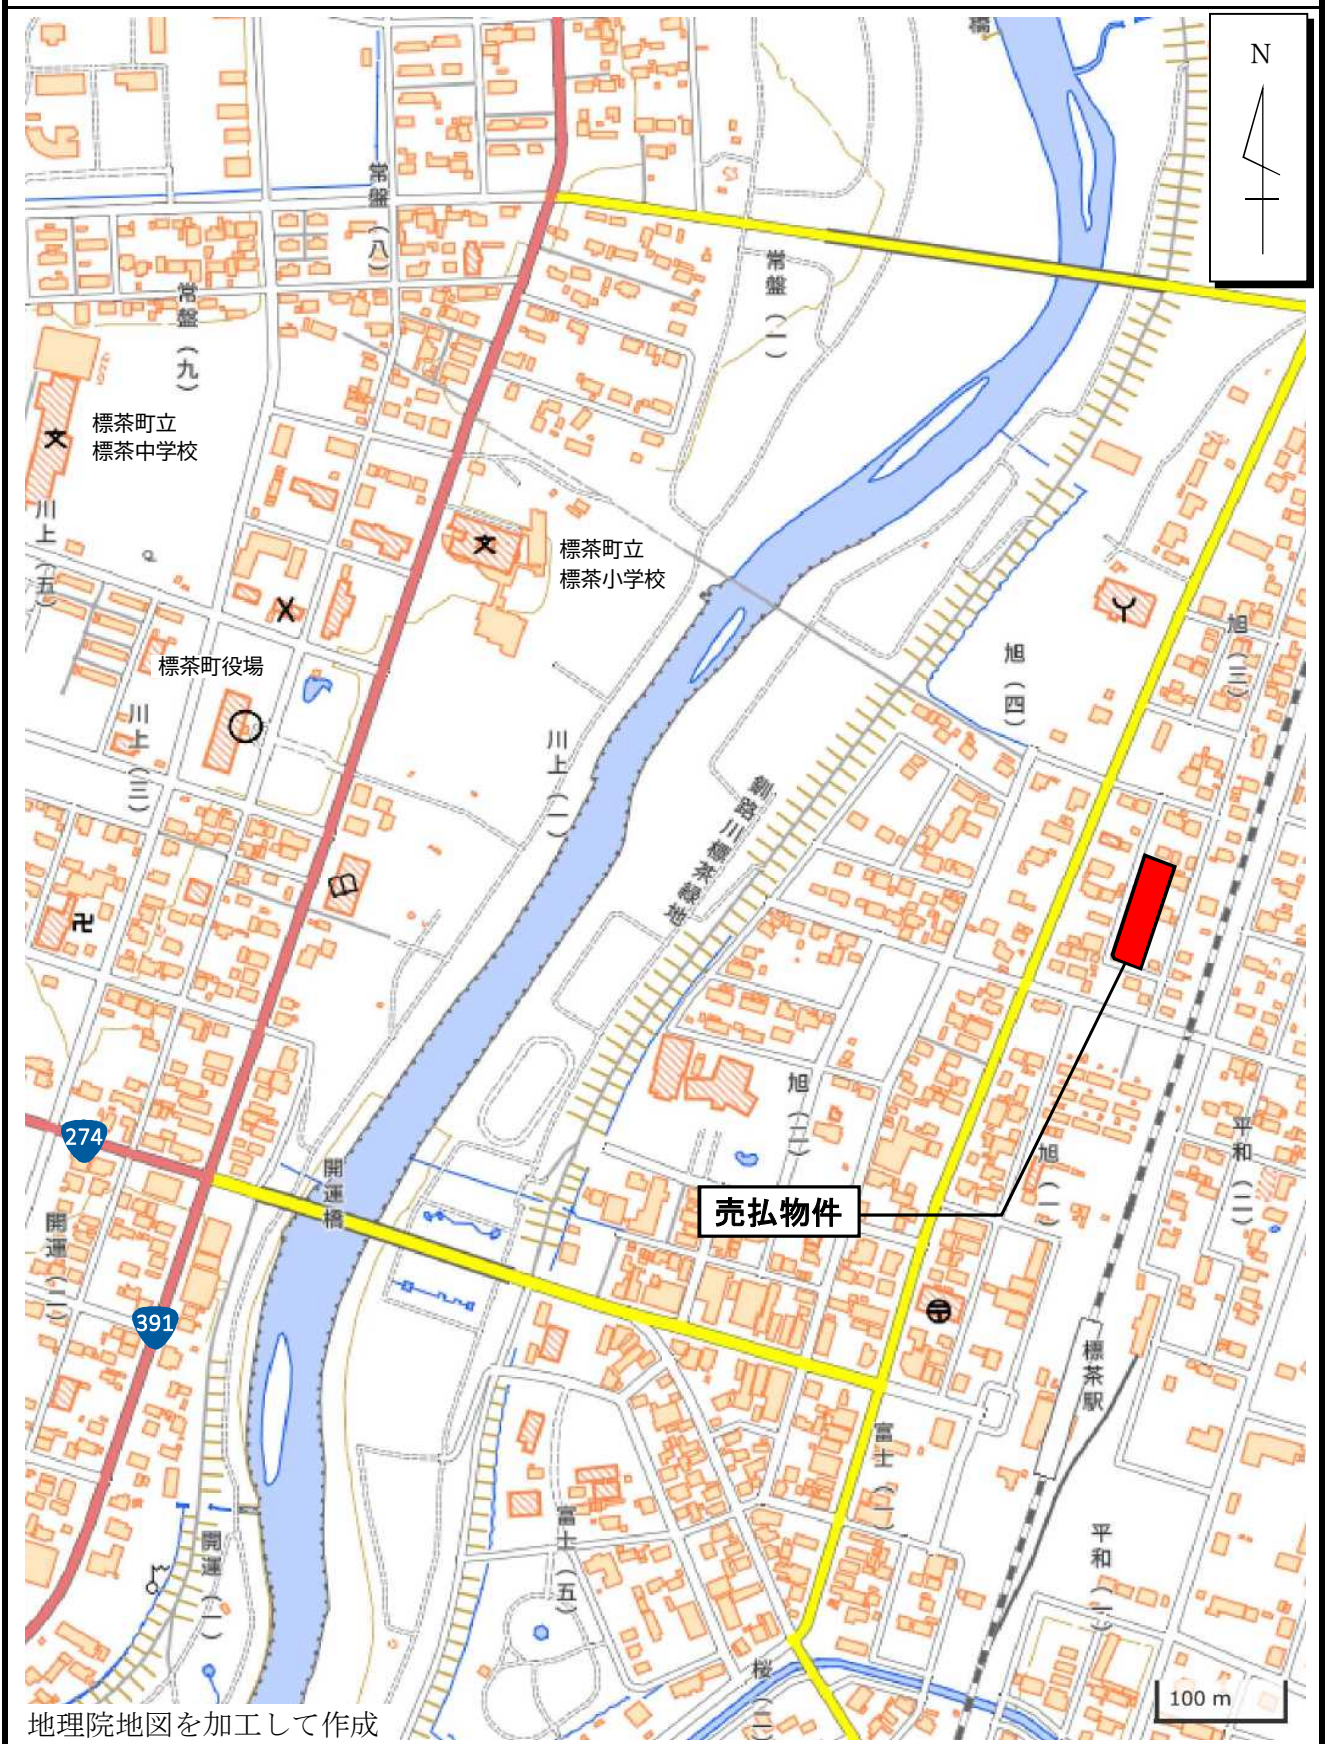 橋
N
常盤（八）
常盤（一）
常盤（九）
標茶町立
標茶中学校
川上（五）
標茶町立
標茶小学校
旭（三）
旭（四）
標茶町役場
川上（三）
川上（一）
釧路川標茶緑地
旭（二）
平和（二）
274
旭（一）
開運橋
売払物件
開運（二）
391
標茶駅
富士（一）
富士（五）
平和（一）
開運（一）
桜（二）
100 m
地理院地図を加工して作成